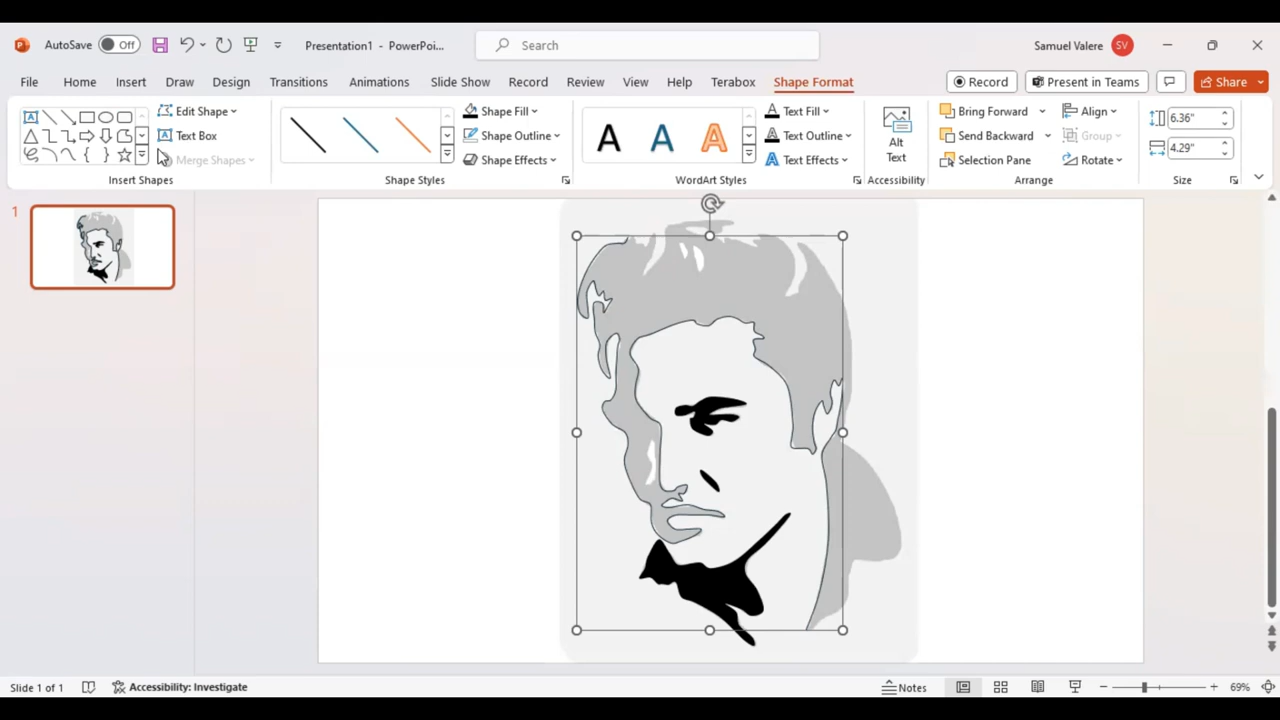 AutoSave Off Presentation1 - PowerPoi... Search Samuel Valere SV
File Home Insert Draw Design Transitions Animations Slide Show Record Review View Help Terabox Shape Format Record Present in Teams Share
Edit Shape Shape Fill Text Fill Bring Forward Align 6.36"
Text Box Shape Outline Text Outline Alt Text Send Backward Group 4.29"
Merge Shapes Shape Effects Text Effects Selection Pane Rotate
Insert Shapes Shape Styles WordArt Styles Accessibility Arrange Size
A A A
1
Slide 1 of 1 Accessibility: Investigate Notes 69%